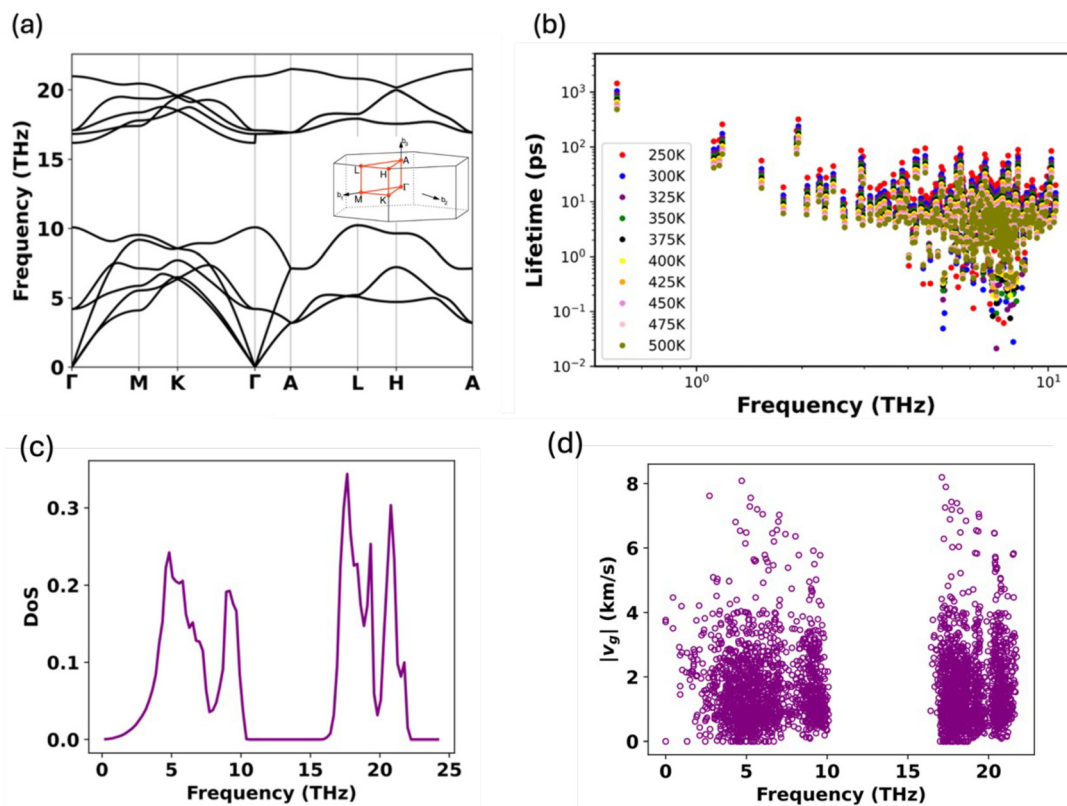 (a)
Frequency (THz)
20
15
10
5
0
Γ M K Γ A L H A
b₃
A
L
H
Γ
b₁
M
K
b₂
(b)
Lifetime (ps)
10³
10²
10¹
10⁰
10⁻¹
10⁻²
250K
300K
325K
350K
375K
400K
425K
450K
475K
500K
10⁰ 10¹
Frequency (THz)
(c)
DoS
0.3
0.2
0.1
0.0
0 5 10 15 20 25
Frequency (THz)
(d)
|v_g| (km/s)
8
6
4
2
0
0 5 10 15 20
Frequency (THz)